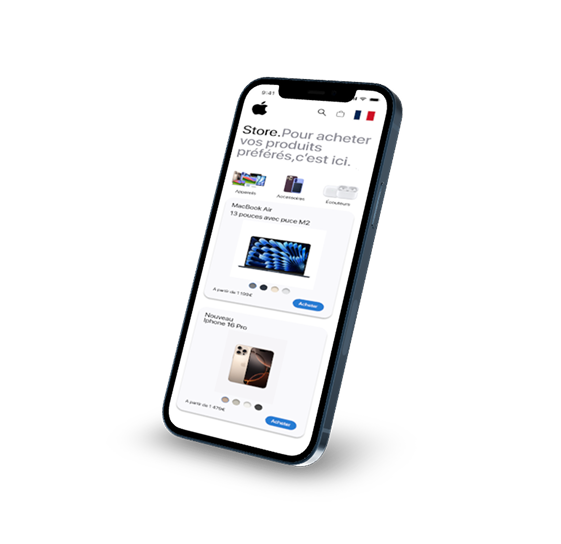 9:41
Store.Pour acheter
vos produits
préférés,c'est ici.
Appareils
Accessoires
Écouteurs
MacBook Air
13 pouces avec puce M2
A partir de 1 199€
Acheter
Nouveau
Iphone 16 Pro
A partir de 1 479€
Acheter